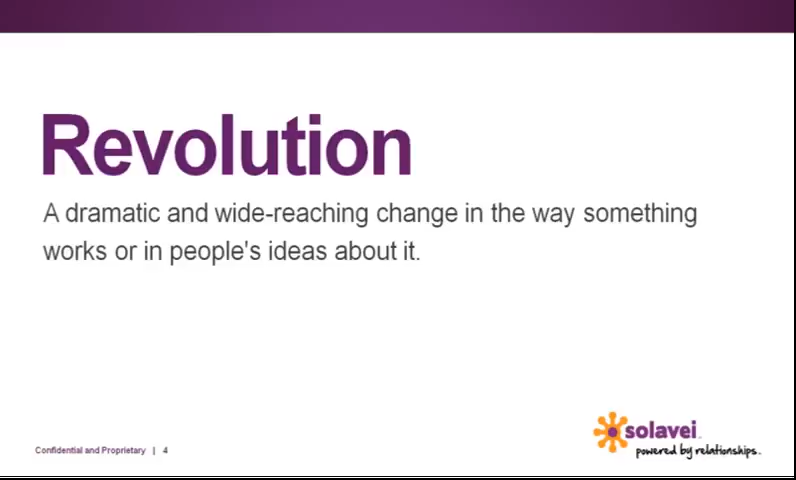 Revolution
A dramatic and wide-reaching change in the way something
works or in people's ideas about it.
Confidential and Proprietary | 4
solavei
powered by relationships.